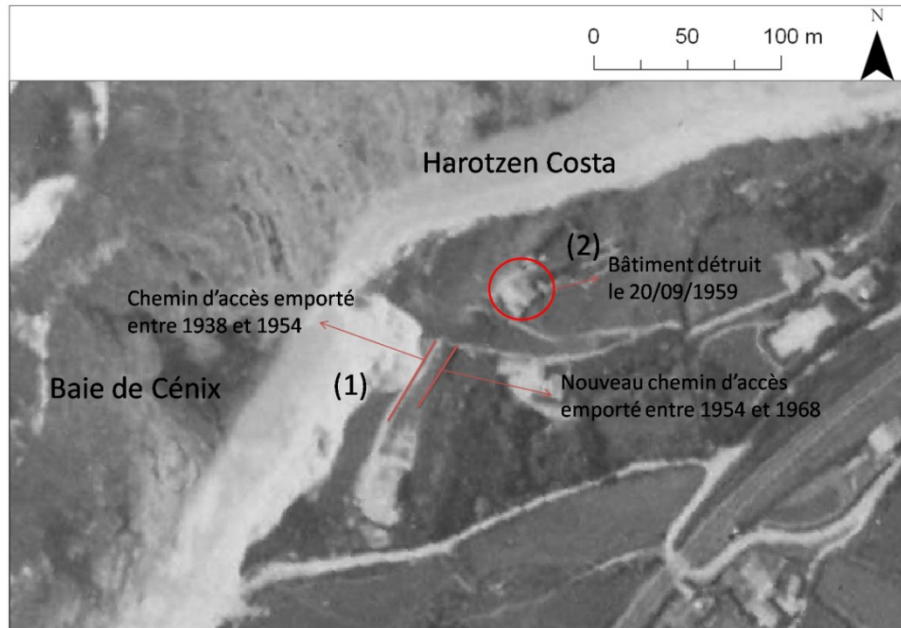 N
0 50 100 m
Harotzen Costa
(2)
Bâtiment détruit
le 20/09/1959
Chemin d’accès emporté
entre 1938 et 1954
Baie de Cénix
(1)
Nouveau chemin d’accès
emporté entre 1954 et 1968